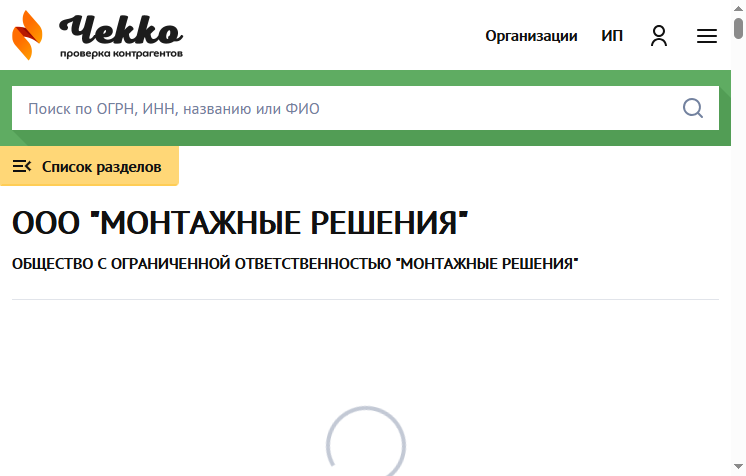 Чекко
проверка контрагентов
Организации ИП
Поиск по ОГРН, ИНН, названию или ФИО
Список разделов
ООО "МОНТАЖНЫЕ РЕШЕНИЯ"
ОБЩЕСТВО С ОГРАНИЧЕННОЙ ОТВЕТСТВЕННОСТЬЮ "МОНТАЖНЫЕ РЕШЕНИЯ"